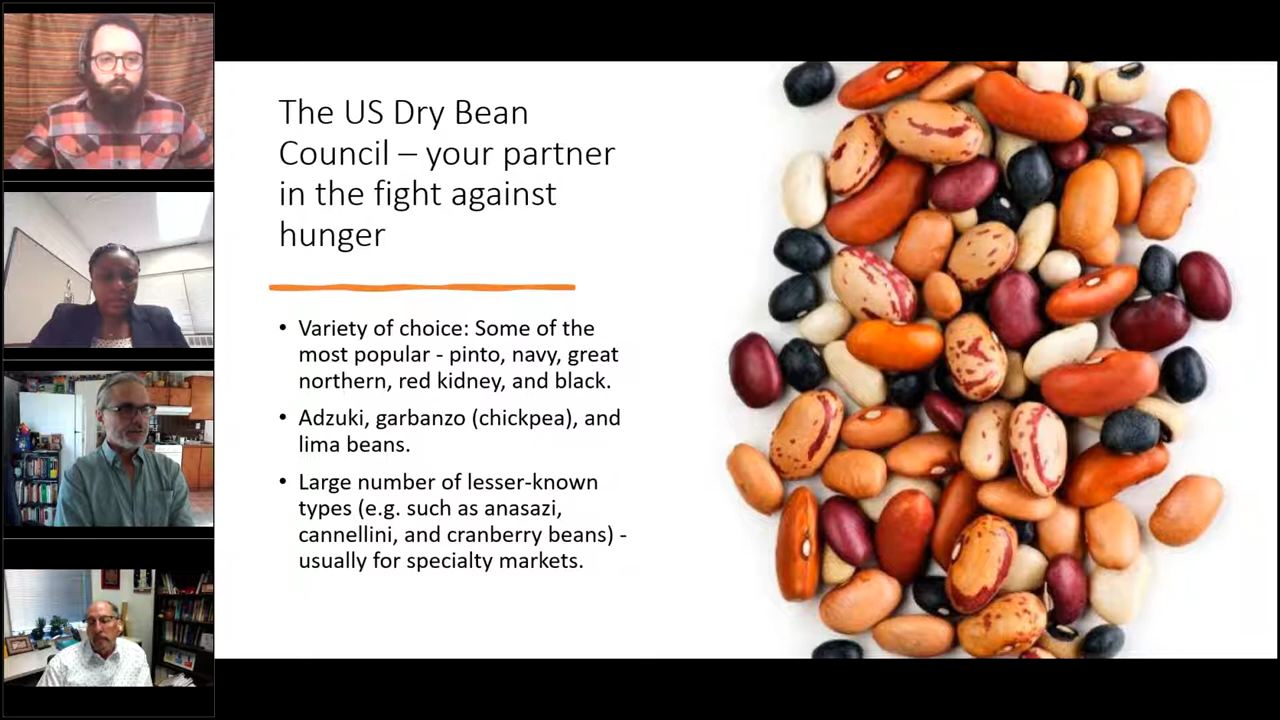 The US Dry Bean
Council – your partner
in the fight against
hunger
• Variety of choice: Some of the
most popular - pinto, navy, great
northern, red kidney, and black.
• Adzuki, garbanzo (chickpea), and
lima beans.
• Large number of lesser-known
types (e.g. such as anasazi,
cannellini, and cranberry beans) -
usually for specialty markets.